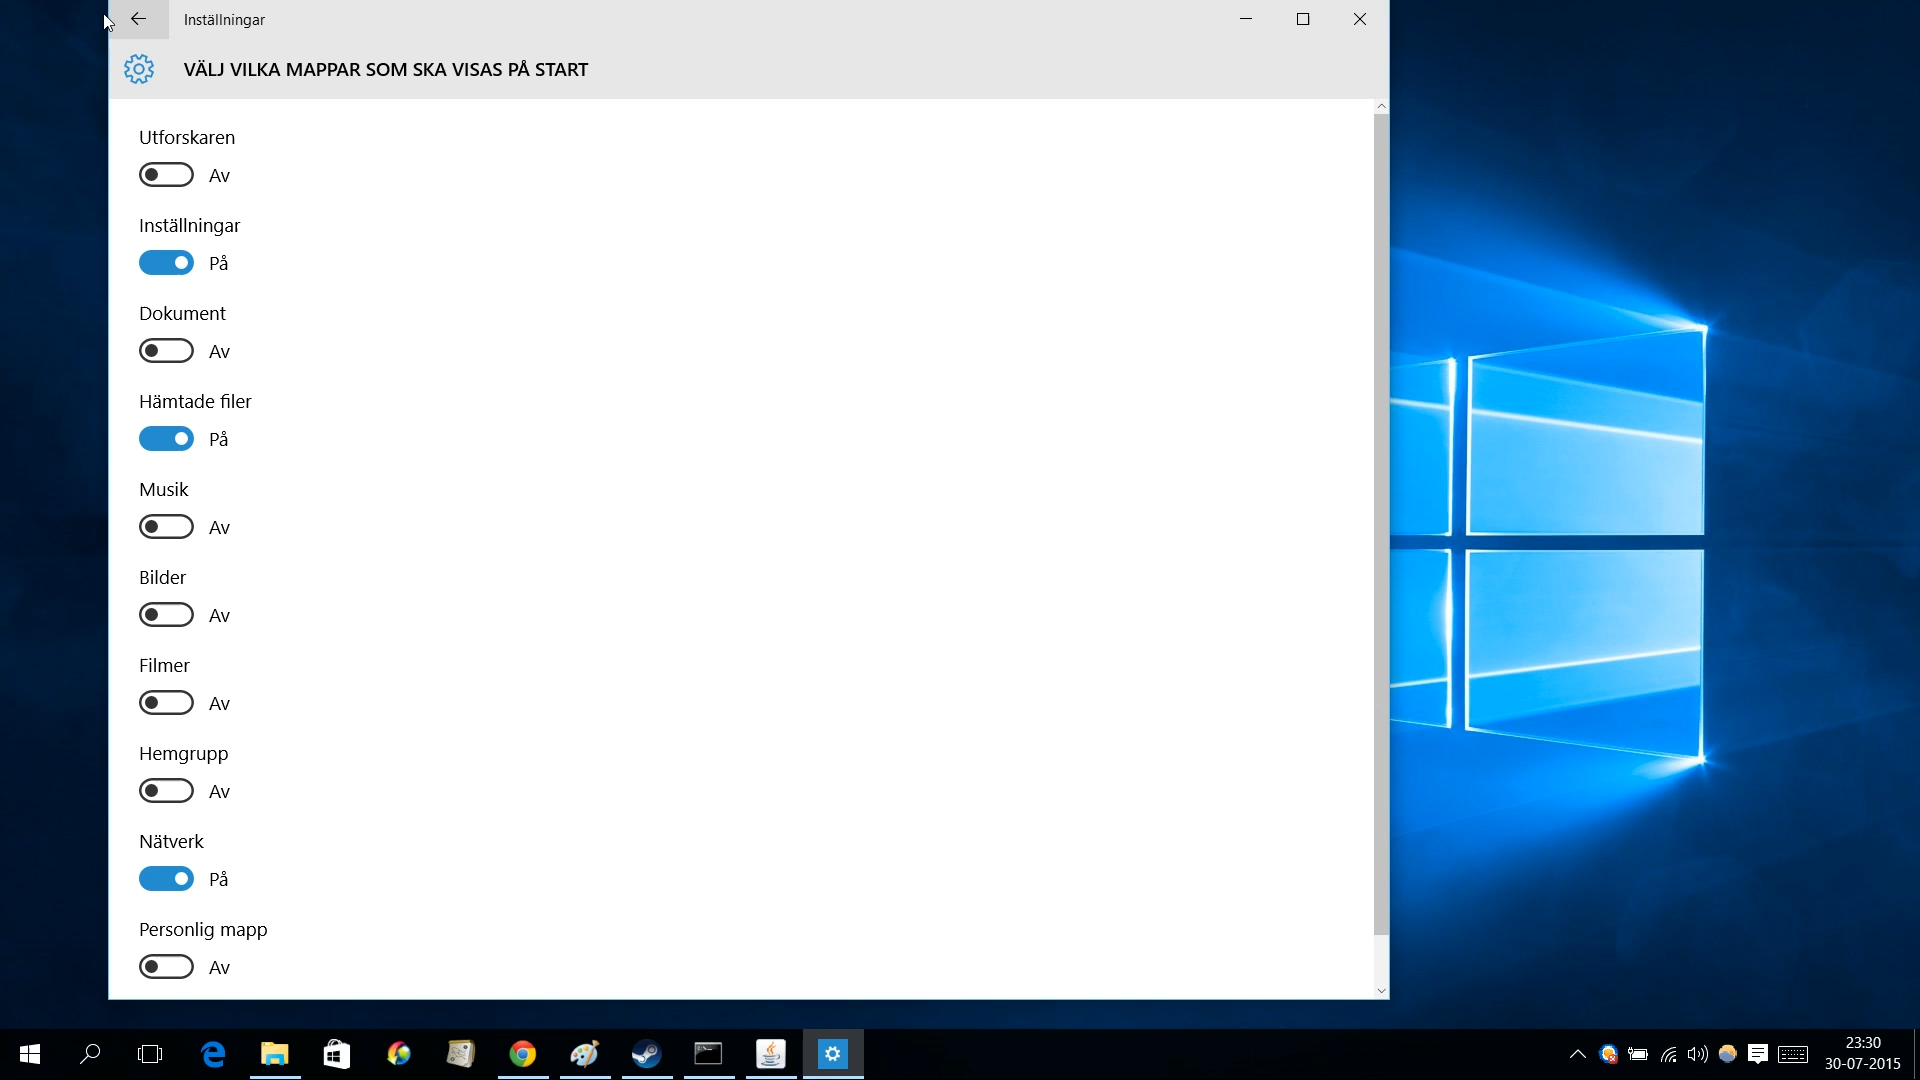 Inställningar
VÄLJ VILKA MAPPAR SOM SKA VISAS PÅ START
Utforskaren
Av
Inställningar
På
Dokument
Av
Hämtade filer
På
Musik
Av
Bilder
Av
Filmer
Av
Hemgrupp
Av
Nätverk
På
Personlig mapp
Av
23:30
30-07-2015